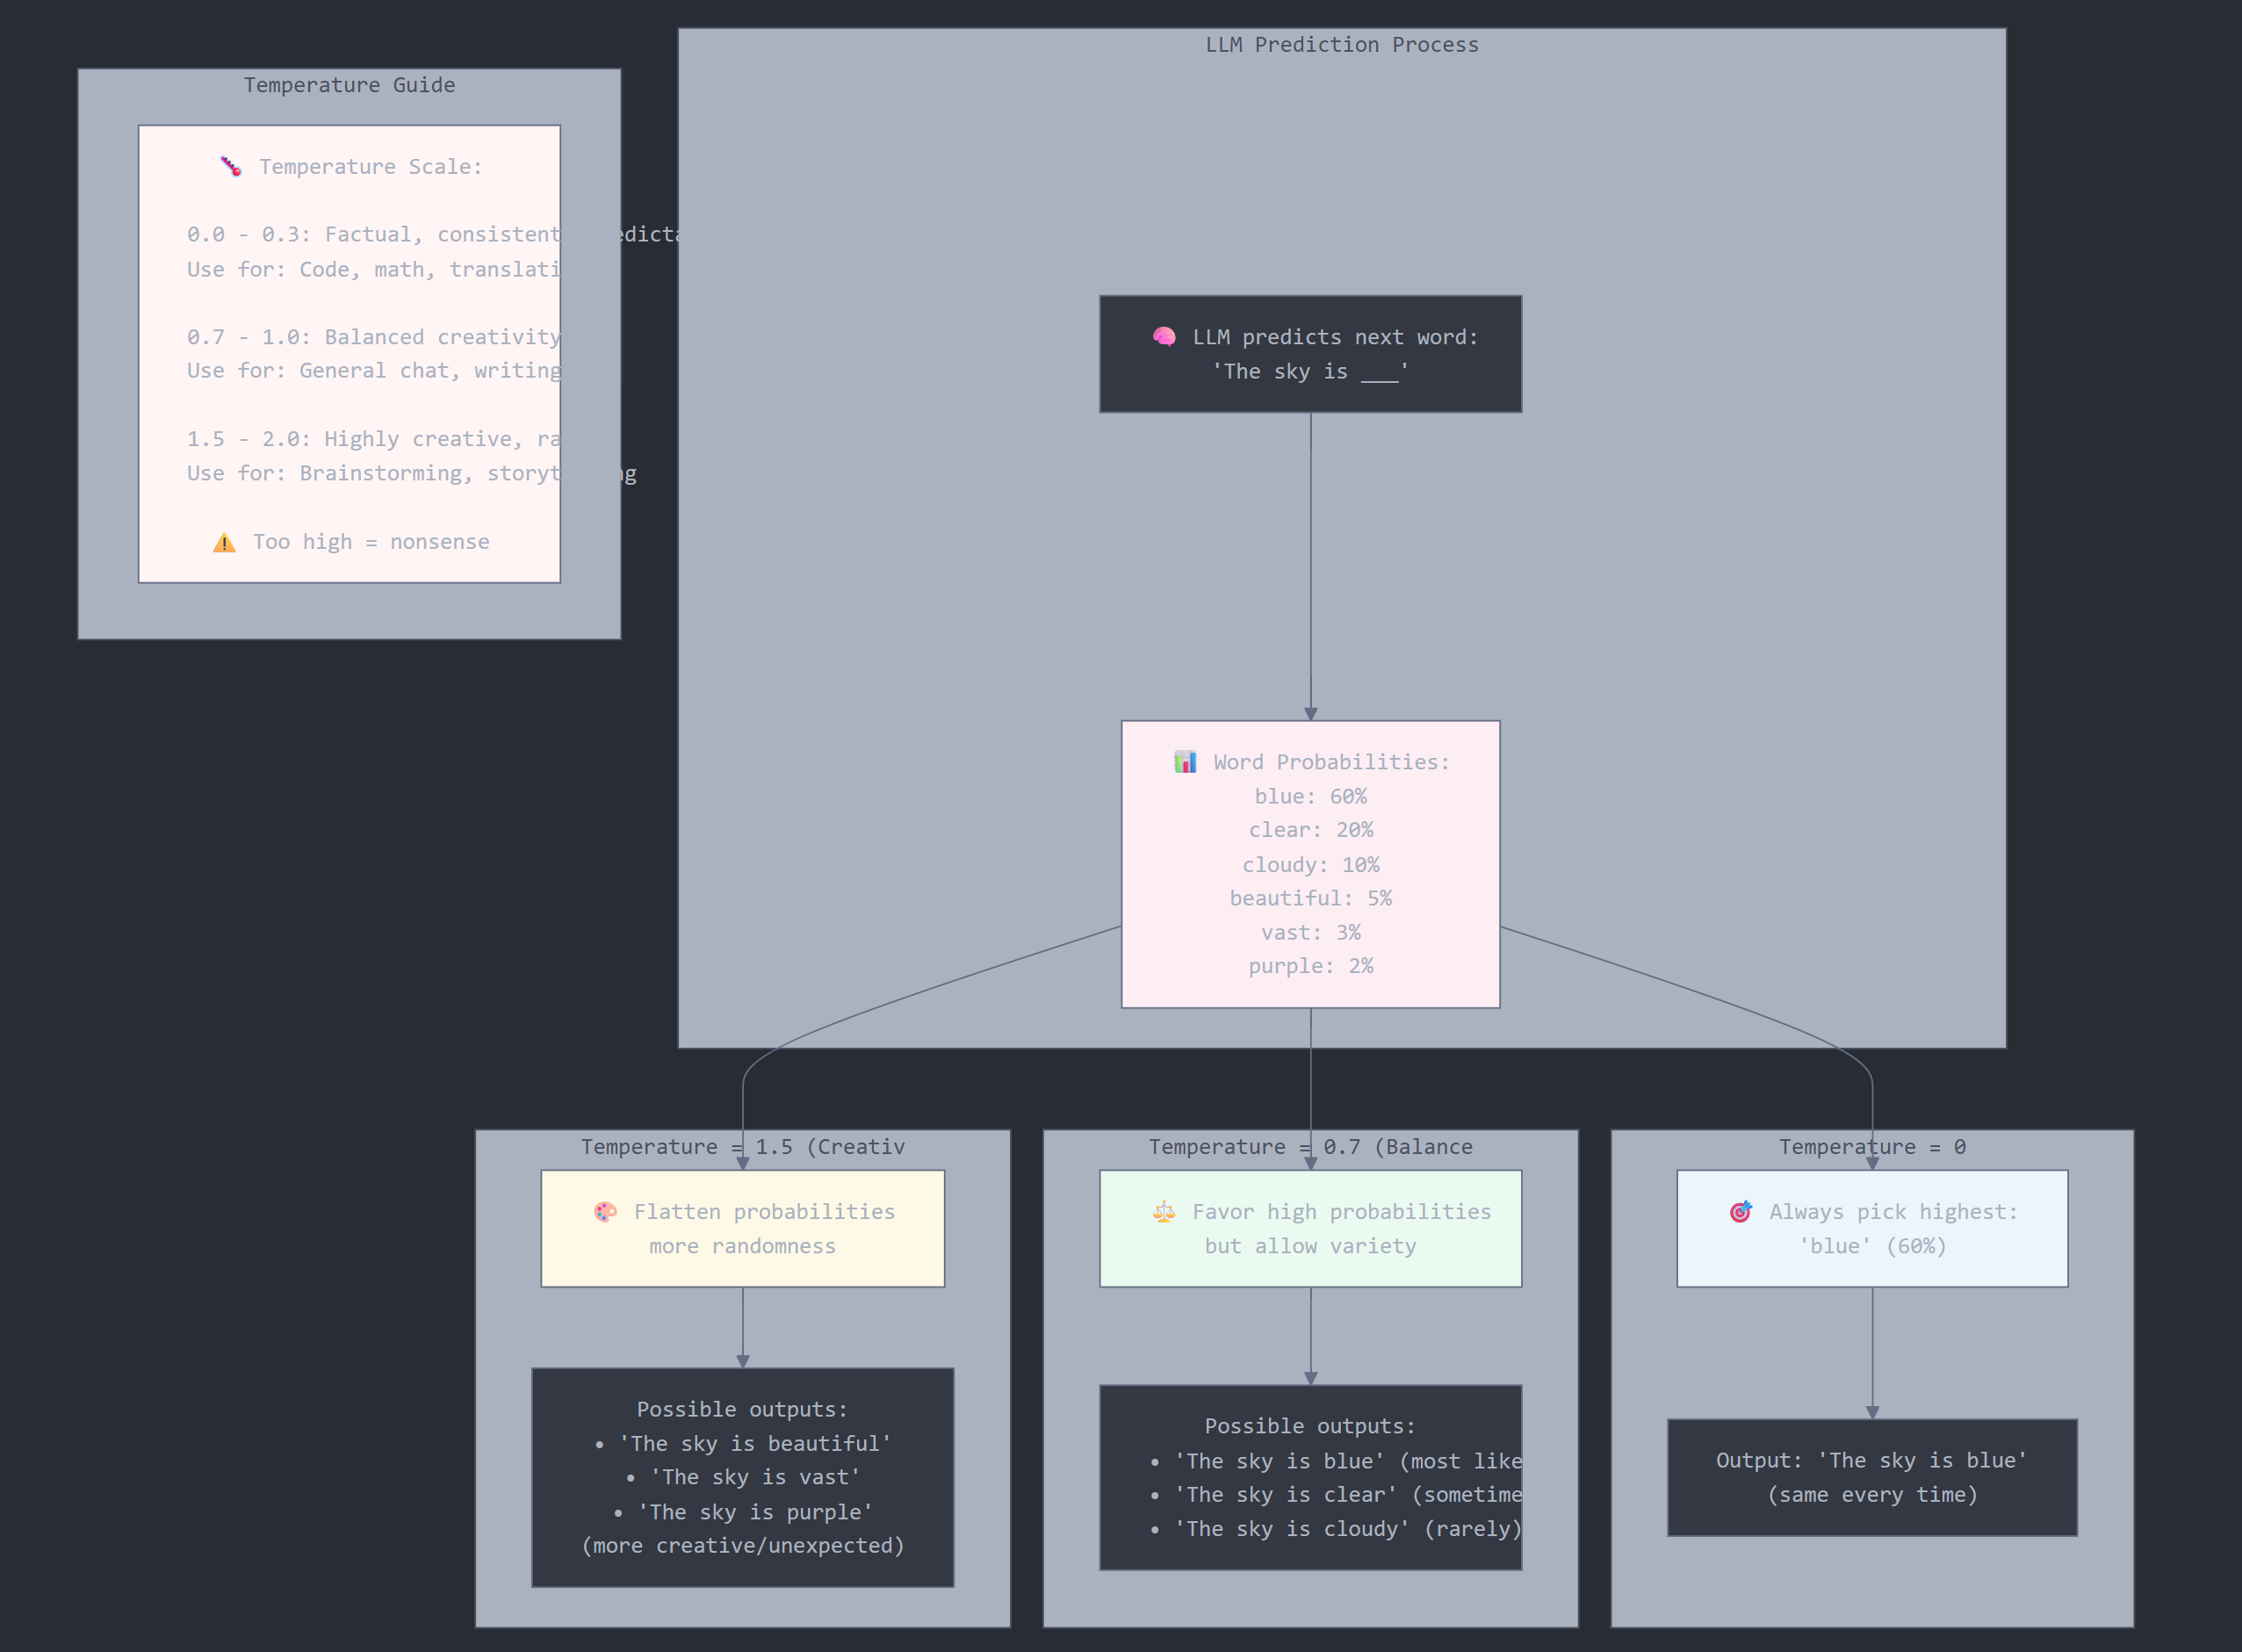 Temperature Guide
🌡️ Temperature Scale:
0.0 - 0.3: Factual, consistent
Use for: Code, math, translati
0.7 - 1.0: Balanced creativity
Use for: General chat, writing
1.5 - 2.0: Highly creative, ra
Use for: Brainstorming, storyt ng
⚠️ Too high = nonsense
LLM Prediction Process
🧠 LLM predicts next word:
'The sky is ___'
📊 Word Probabilities:
blue: 60%
clear: 20%
cloudy: 10%
beautiful: 5%
vast: 3%
purple: 2%
Temperature = 1.5 (Creativ
🎨 Flatten probabilities
more randomness
Possible outputs:
• 'The sky is beautiful'
• 'The sky is vast'
• 'The sky is purple'
(more creative/unexpected)
Temperature = 0.7 (Balance
⚖️ Favor high probabilities
but allow variety
Possible outputs:
• 'The sky is blue' (most like
• 'The sky is clear' (sometime
• 'The sky is cloudy' (rarely)
Temperature = 0
🎯 Always pick highest:
'blue' (60%)
Output: 'The sky is blue'
(same every time)